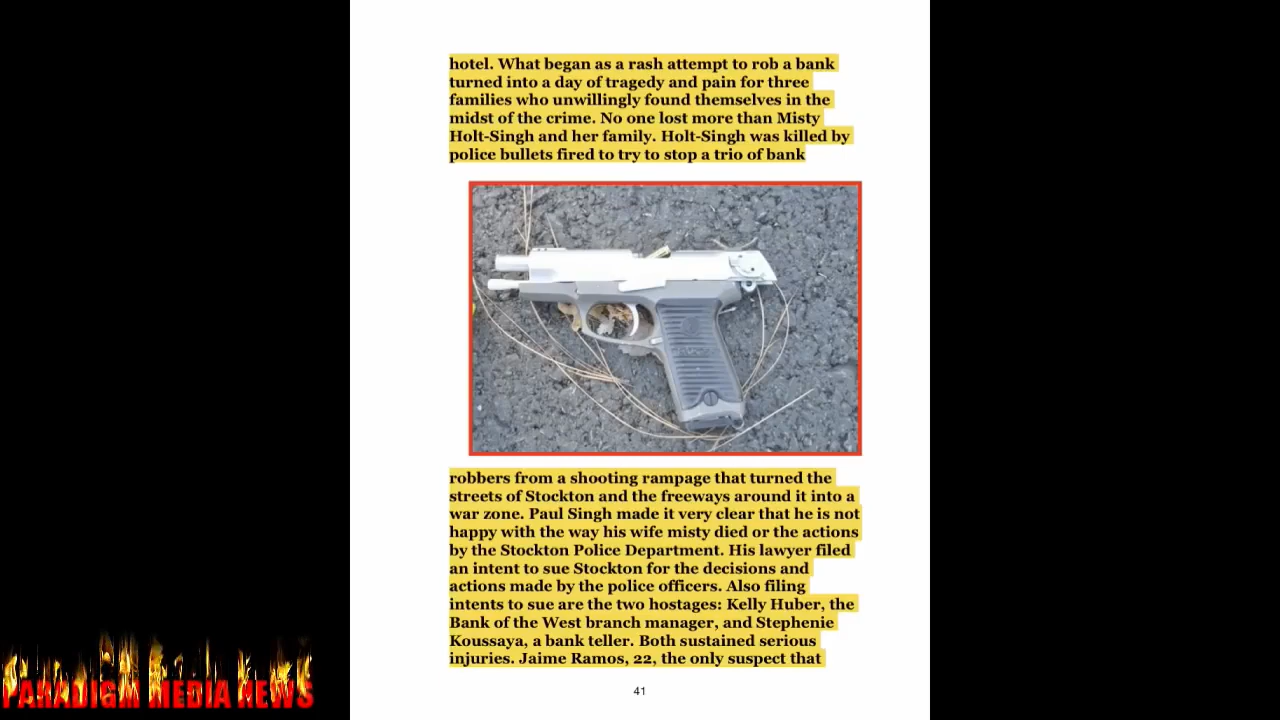 hotel. What began as a rash attempt to rob a bank
turned into a day of tragedy and pain for three
families who unwillingly found themselves in the
midst of the crime. No one lost more than Misty
Holt-Singh and her family. Holt-Singh was killed by
police bullets fired to try to stop a trio of bank
robbers from a shooting rampage that turned the
streets of Stockton and the freeways around it into a
war zone. Paul Singh made it very clear that he is not
happy with the way his wife misty died or the actions
by the Stockton Police Department. His lawyer filed
an intent to sue Stockton for the decisions and
actions made by the police officers. Also filing
intents to sue are the two hostages: Kelly Huber, the
Bank of the West branch manager, and Stephenie
Koussaya, a bank teller. Both sustained serious
injuries. Jaime Ramos, 22, the only suspect that
41
PARADIGM MEDIA NEWS